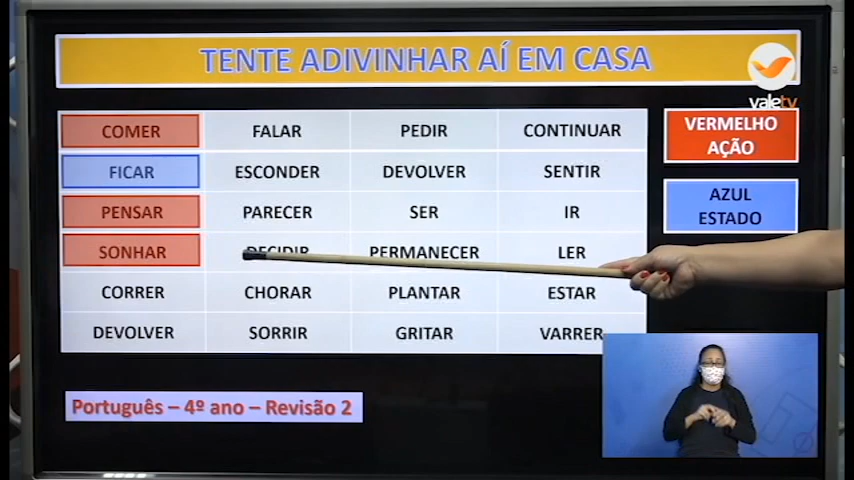 TENTE ADIVINHAR AÍ EM CASA
valetv
COMER FALAR PEDIR CONTINUAR
FICAR ESCONDER DEVOLVER SENTIR
PENSAR PARECER SER IR
SONHAR DECIDIR PERMANECER LER
CORRER CHORAR PLANTAR ESTAR
DEVOLVER SORRIR GRITAR VARRER
VERMELHO
AÇÃO
AZUL
ESTADO
Português – 4º ano – Revisão 2